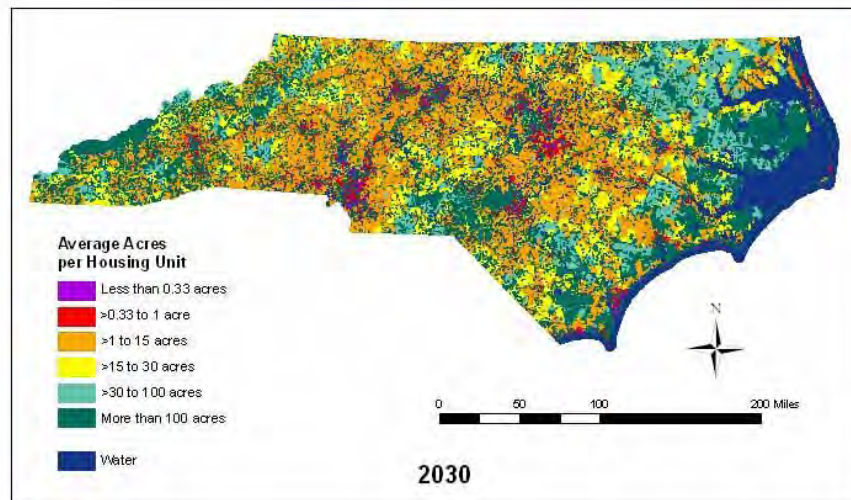 Average Acres
per Housing Unit
Less than 0.33 acres
>0.33 to 1 acre
>1 to 15 acres
>15 to 30 acres
>30 to 100 acres
More than 100 acres
Water
N
0 50 100 200 Miles
2030